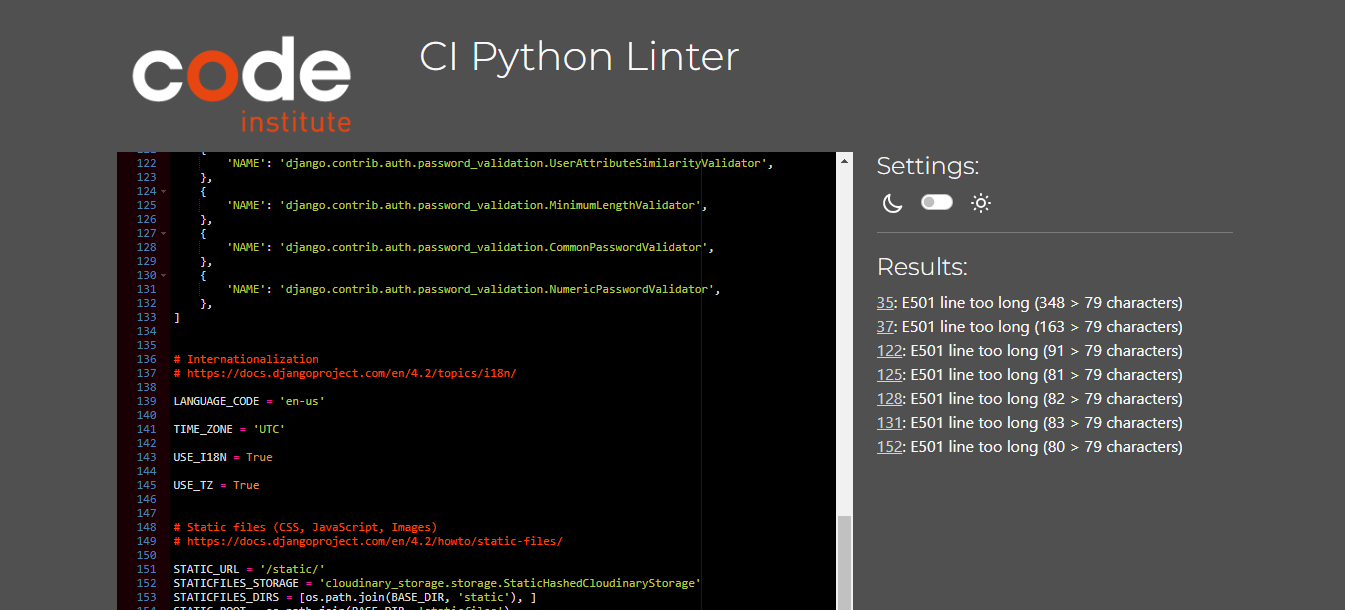 code
institute
CI Python Linter
122 'NAME': 'django.contrib.auth.password_validation.UserAttributeSimilarityValidator',
123 },
124 {
125 'NAME': 'django.contrib.auth.password_validation.MinimumLengthValidator',
126 },
127 {
128 'NAME': 'django.contrib.auth.password_validation.CommonPasswordValidator',
129 },
130 {
131 'NAME': 'django.contrib.auth.password_validation.NumericPasswordValidator',
132 },
133 ]
134
135
136 # Internationalization
137 # https://docs.djangoproject.com/en/4.2/topics/i18n/
138
139 LANGUAGE_CODE = 'en-us'
140
141 TIME_ZONE = 'UTC'
142
143 USE_I18N = True
144
145 USE_TZ = True
146
147
148 # Static files (CSS, JavaScript, Images)
149 # https://docs.djangoproject.com/en/4.2/howto/static-files/
150
151 STATIC_URL = '/static/'
152 STATICFILES_STORAGE = 'cloudinary_storage.storage.StaticHashedCloudinaryStorage'
153 STATICFILES_DIRS = [os.path.join(BASE_DIR, 'static'), ]
154 STATIC_ROOT = os.path.join(BASE_DIR, 'staticfiles')
Settings:
Results:
35: E501 line too long (348 > 79 characters)
37: E501 line too long (163 > 79 characters)
122: E501 line too long (91 > 79 characters)
125: E501 line too long (81 > 79 characters)
128: E501 line too long (82 > 79 characters)
131: E501 line too long (83 > 79 characters)
152: E501 line too long (80 > 79 characters)